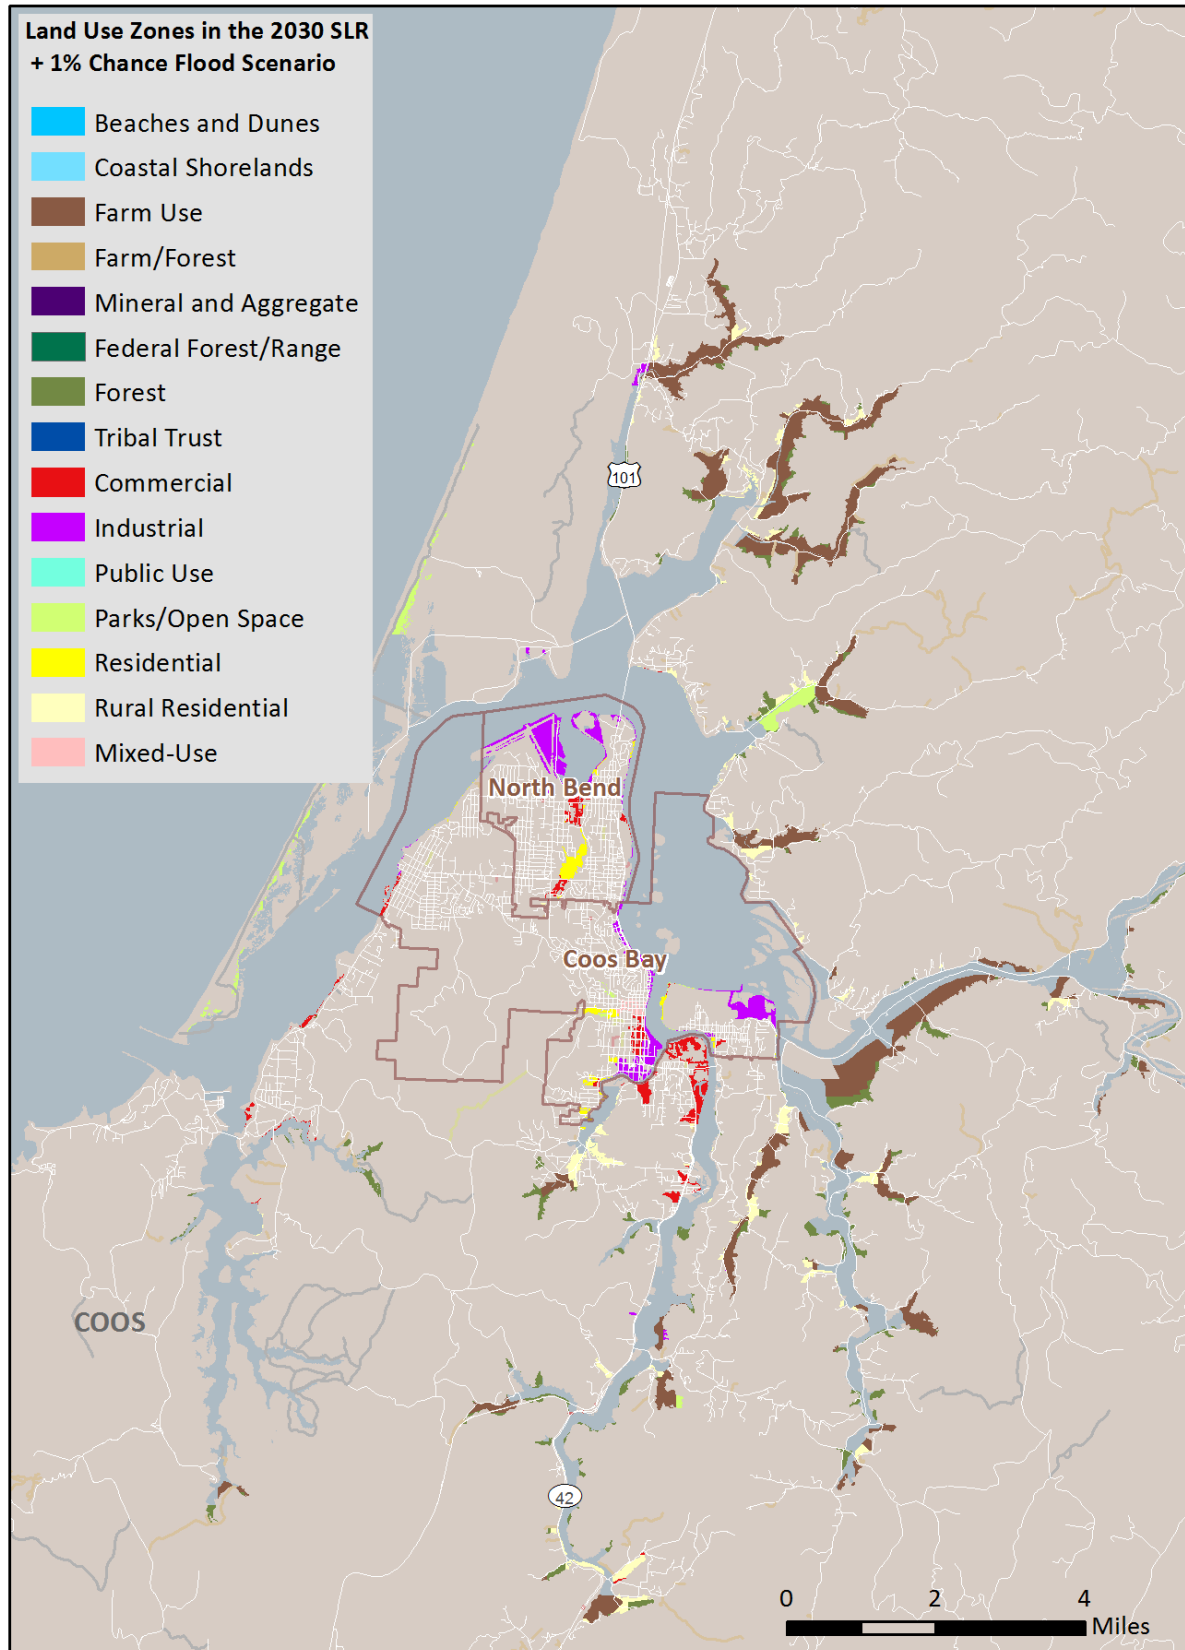 Land Use Zones in the 2030 SLR
+ 1% Chance Flood Scenario
Beaches and Dunes
Coastal Shorelands
Farm Use
Farm/Forest
Mineral and Aggregate
Federal Forest/Range
Forest
Tribal Trust
Commercial
Industrial
Public Use
Parks/Open Space
Residential
Rural Residential
Mixed-Use
101
North Bend
Coos Bay
COOS
42
0 2 4
Miles